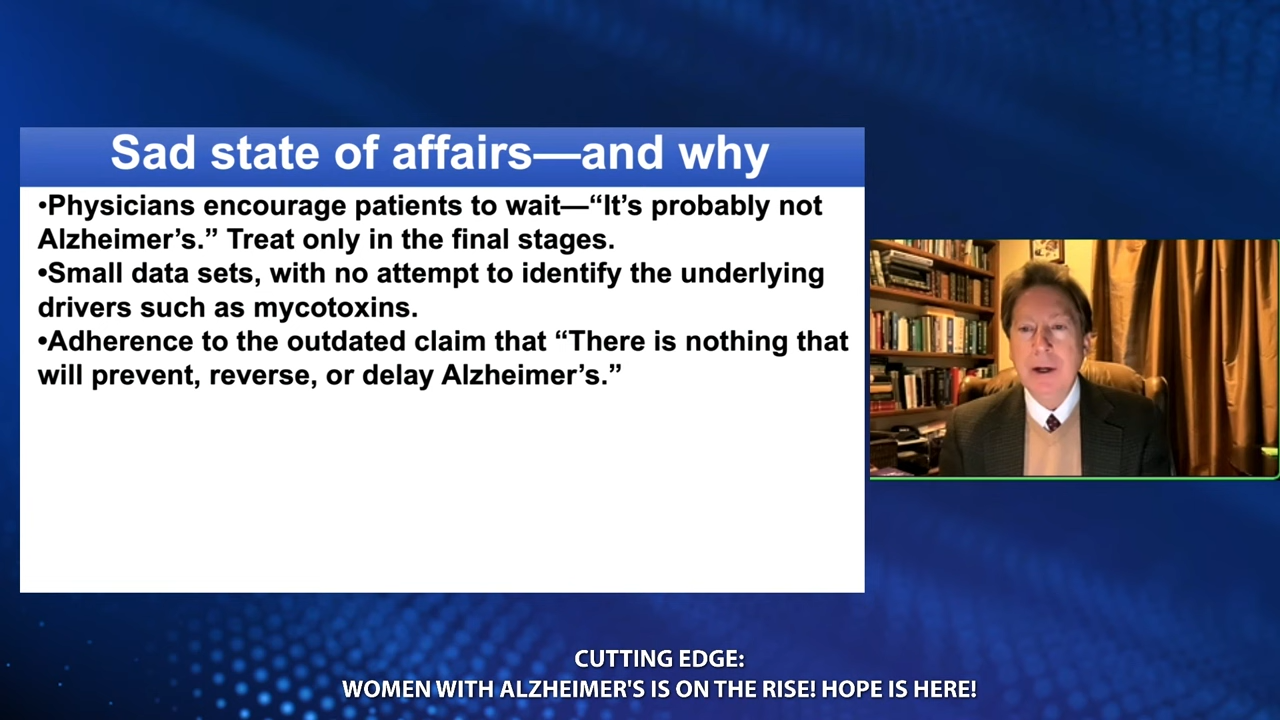 Sad state of affairs—and why
•Physicians encourage patients to wait—“It’s probably not
Alzheimer’s.” Treat only in the final stages.
•Small data sets, with no attempt to identify the underlying
drivers such as mycotoxins.
•Adherence to the outdated claim that “There is nothing that
will prevent, reverse, or delay Alzheimer’s.”
CUTTING EDGE:
WOMEN WITH ALZHEIMER'S IS ON THE RISE! HOPE IS HERE!